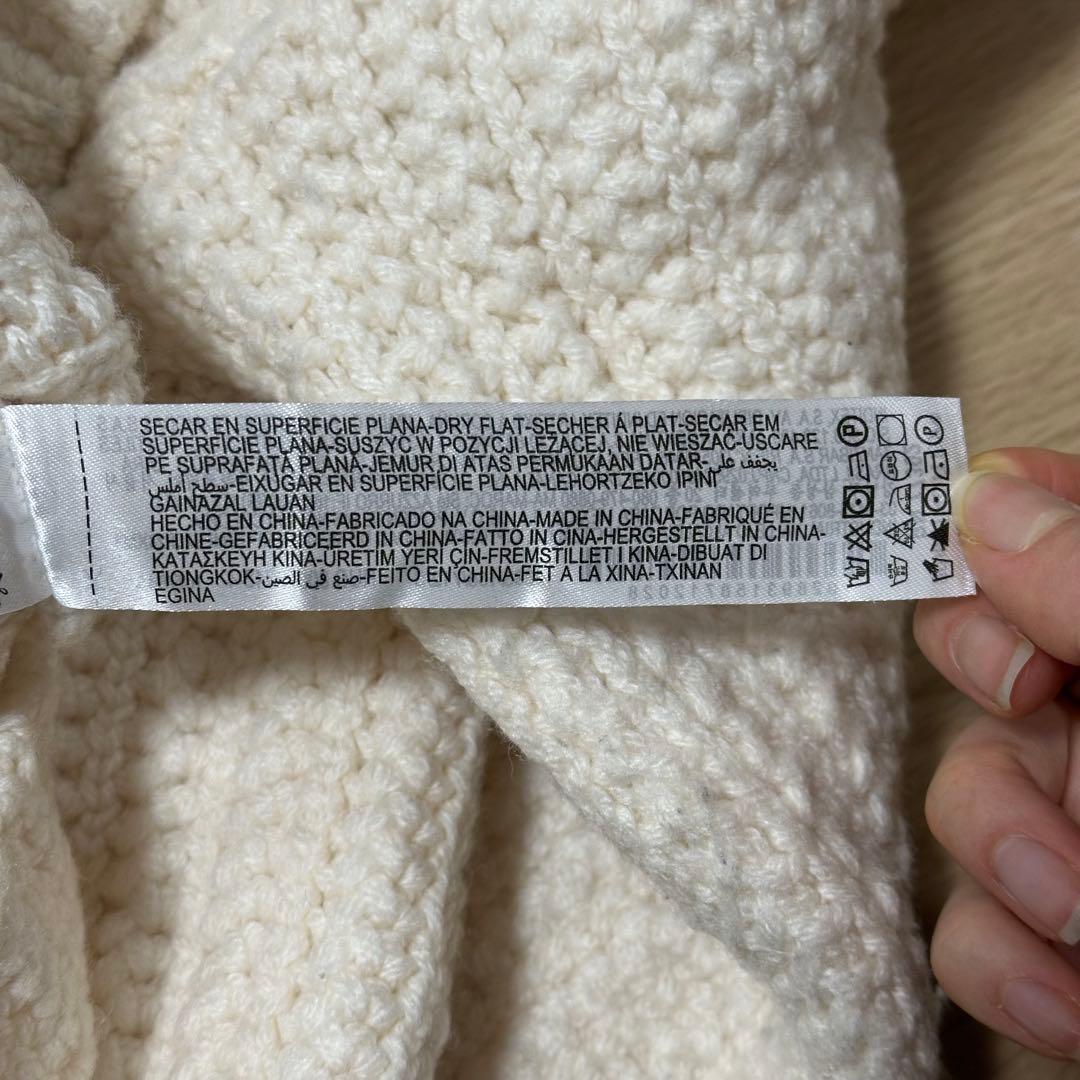 SECAR EN SUPERFICIE PLANA-DRY FLAT-SECHER Á PLAT-SECAR EM
SUPERFÍCIE PLANA-SUSZYC W POZYCJI LEZACEJ, NIE WIESZAC-USCARE
PE SUPRAFATA PLANA-JEMUR DI ATAS PERMUKAAN DATAR-يجفف على
سطح أملس-EIXUGAR EN SUPERFICIE PLANA-LEHORTZEKO IPINI
GAINAZAL LAUAN
HECHO EN CHINA-FABRICADO NA CHINA-MADE IN CHINA-FABRIQUÉ EN
CHINE-GEFABRICEERD IN CHINA-FATTO IN CINA-HERGESTELLT IN CHINA-
ΚΑΤΑΣΚΕΥΗ ΚΙΝΑ-ÜRETIM YERI ÇIN-FREMSTILLET I KINA-DIBUAT DI
TIONGKOK-صنع في الصين-FEITO EN CHINA-FET A LA XINA-TXINAN
EGINA